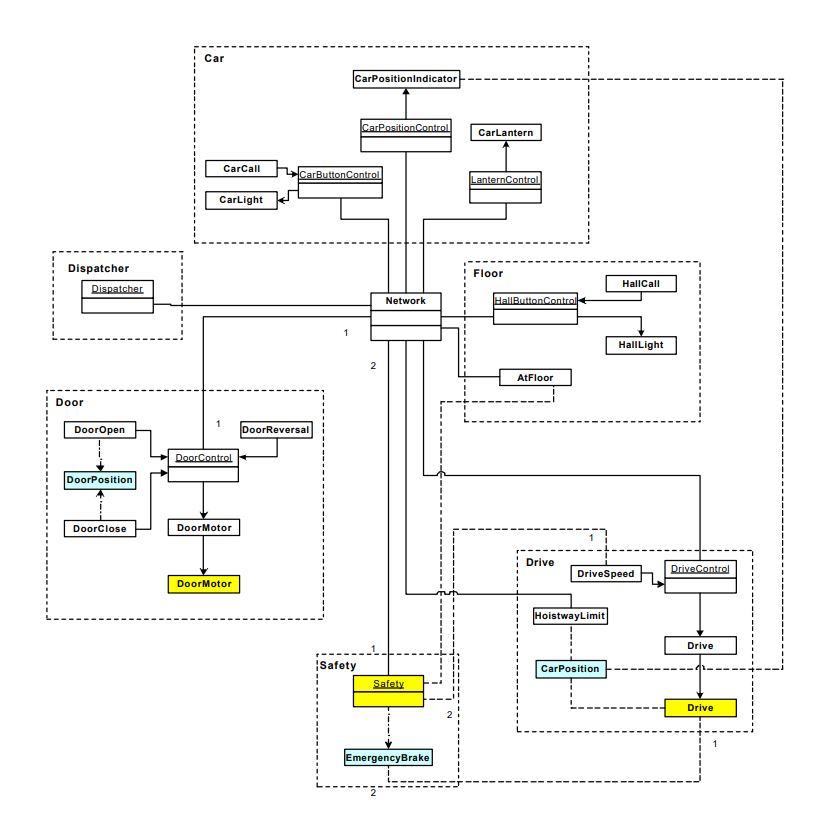 Car
CarPositionIndicator
CarPositionControl
CarLantern
CarCall
CarButtonControl
LanternControl
CarLight
Dispatcher
Dispatcher
Floor
HallCall
Network
HallButtonControl
1
HallLight
2
AtFloor
Door
1
DoorOpen
DoorReversal
DoorControl
DoorPosition
DoorClose
DoorMotor
1
Drive
DriveControl
DriveSpeed
DoorMotor
HoistwayLimit
Drive
1
Safety
CarPosition
Safety
Drive
2
1
EmergencyBrake
2